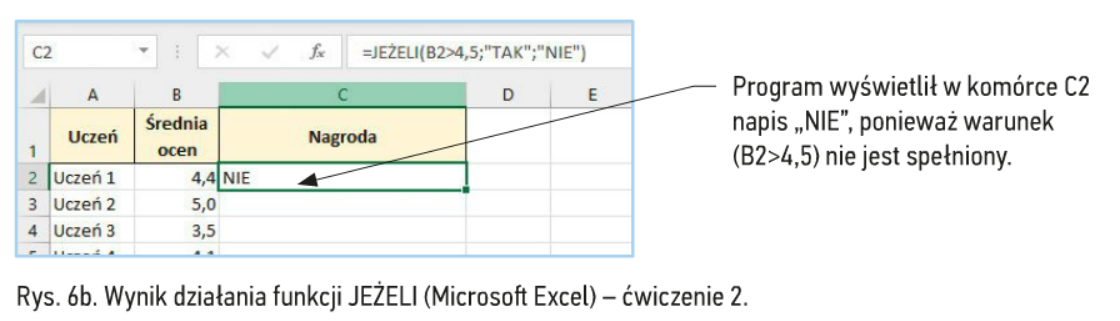 C2 fx =JEŻELI(B2>4,5;"TAK";"NIE")
A B C D E
1 Uczeń Średnia ocen Nagroda
2 Uczeń 1 4,4 NIE
3 Uczeń 2 5,0
4 Uczeń 3 3,5
Program wyświetlił w komórce C2
napis „NIE”, ponieważ warunek
(B2>4,5) nie jest spełniony.
Rys. 6b. Wynik działania funkcji JEŻELI (Microsoft Excel) – ćwiczenie 2.